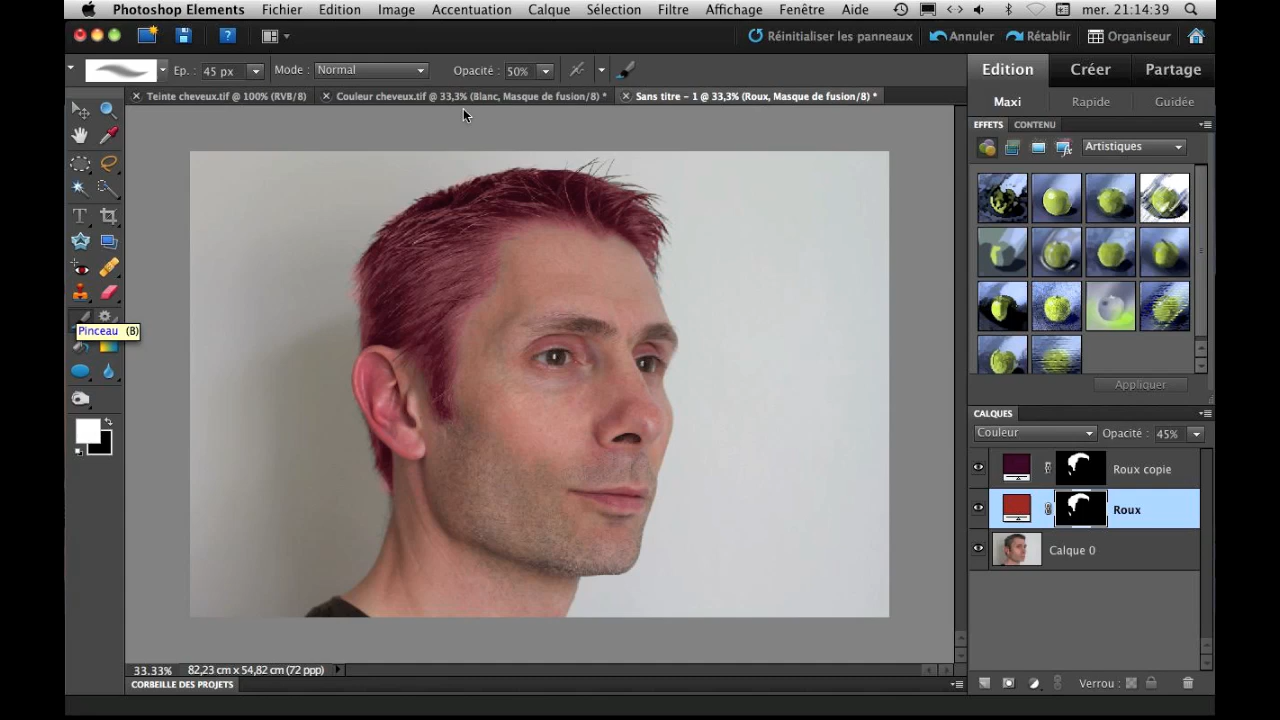 Photoshop Elements Fichier Edition Image Accentuation Calque Sélection Filtre Affichage Fenêtre Aide mer. 21:14:39
Réinitialiser les panneaux Annuler Rétablir Organiseur
Ep. : 45 px Mode : Normal Opacité : 50%
Edition Créer Partage
Teinte cheveux.tif @ 100% (RVB/8) Couleur cheveux.tif @ 33,3% (Blanc, Masque de fusion/8) * Sans titre – 1 @ 33,3% (Roux, Masque de fusion/8) *
Maxi Rapide Guidée
EFFETS CONTENU
Artistiques
Pinceau (B)
Appliquer
CALQUES
Couleur Opacité : 45%
Roux copie
Roux
Calque 0
33.33% 82,23 cm x 54,82 cm (72 ppp)
Verrou :
CORBEILLE DES PROJETS